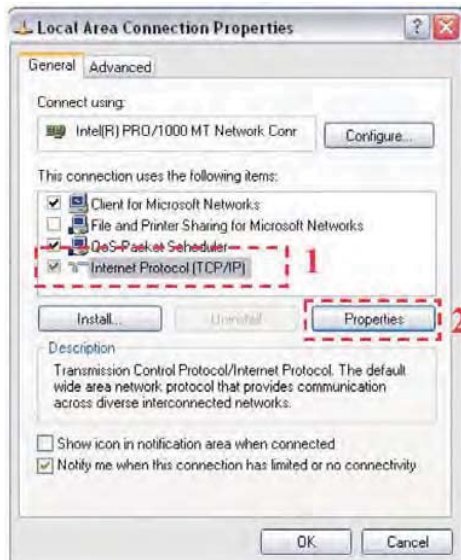 Local Area Connection Properties
General Advanced
Connect using:
Intel(R) PRO/1000 MT Network Conr
Configure...
This connection uses the following items:
Client for Microsoft Networks
File and Printer Sharing for Microsoft Networks
QoS Packet Scheduler
Internet Protocol (TCP/IP) 1
Install... Uninstall Properties 2
Description
Transmission Control Protocol/Internet Protocol. The default
wide area network protocol that provides communication
across diverse interconnected networks.
Show icon in notification area when connected
Notify me when this connection has limited or no connectivity
OK Cancel